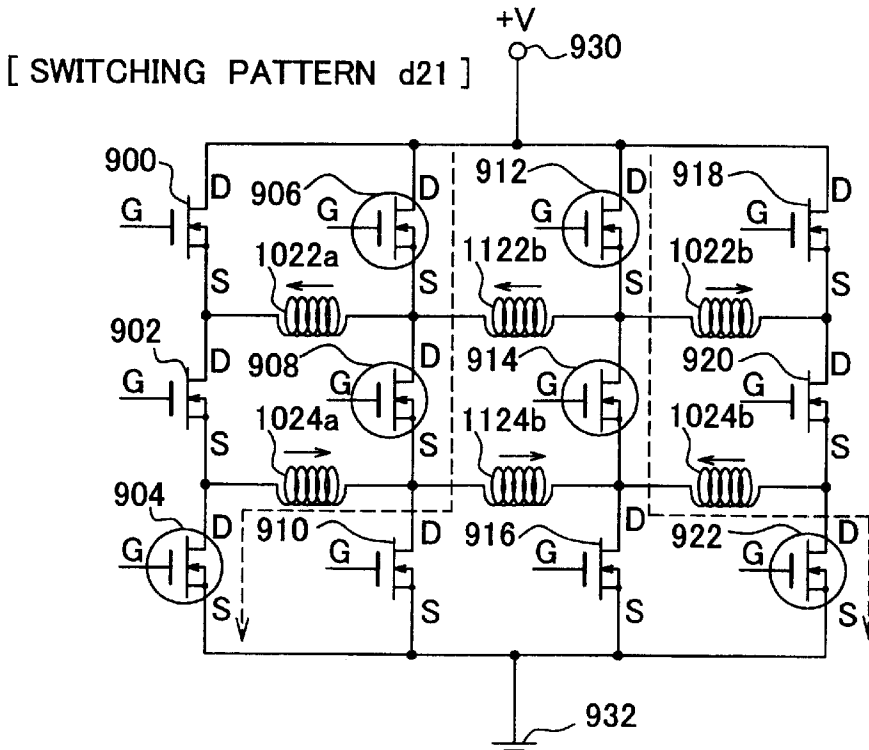 +V
930
[ SWITCHING PATTERN d21 ]
900
D
G
S
906
D
G
S
912
D
G
S
918
D
G
S
1022a
1122b
1022b
902
D
G
S
908
D
G
S
914
D
G
S
920
D
G
S
1024a
1124b
1024b
904
D
G
S
910
D
G
S
916
D
G
S
922
D
G
S
932